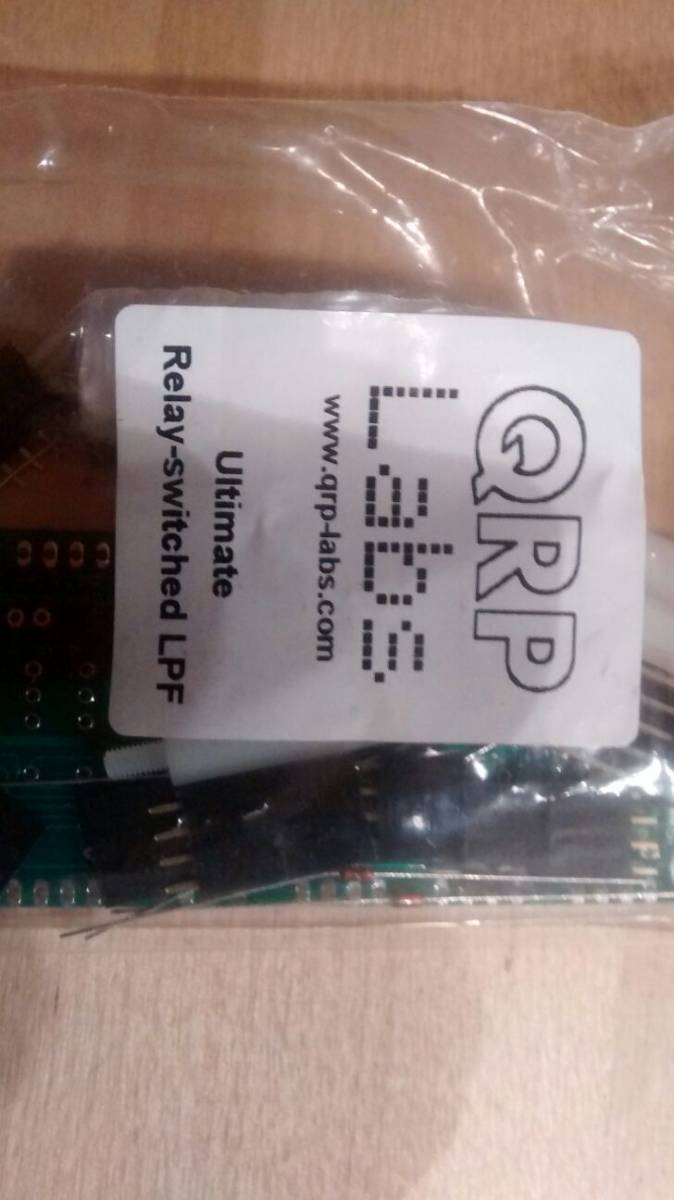 QRP
Labs
www.qrp-labs.com
Ultimate
Relay-switched LPF